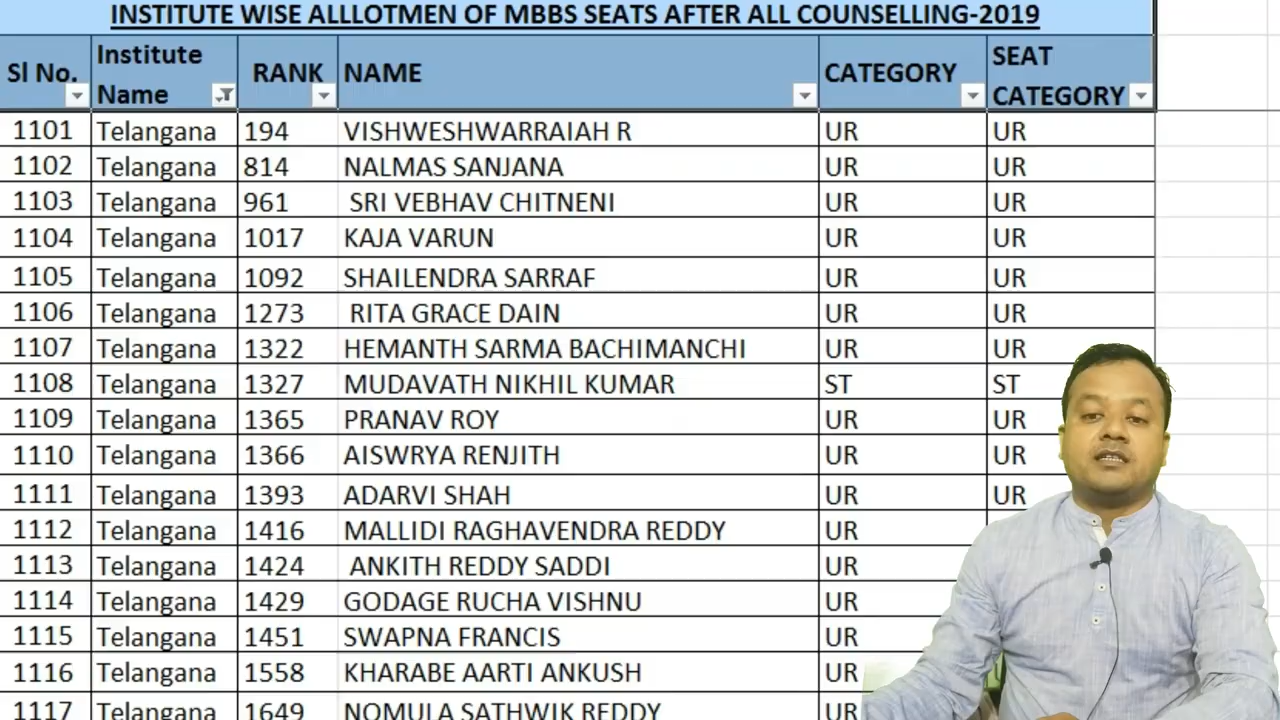 INSTITUTE WISE ALLLOTMEN OF MBBS SEATS AFTER ALL COUNSELLING-2019
Sl No. Institute Name RANK NAME CATEGORY SEAT CATEGORY
1101 Telangana 194 VISHWESHWARRAIAH R UR UR
1102 Telangana 814 NALMAS SANJANA UR UR
1103 Telangana 961 SRI VEBHAV CHITNENI UR UR
1104 Telangana 1017 KAJA VARUN UR UR
1105 Telangana 1092 SHAILENDRA SARRAF UR UR
1106 Telangana 1273 RITA GRACE DAIN UR UR
1107 Telangana 1322 HEMANTH SARMA BACHIMANCHI UR UR
1108 Telangana 1327 MUDAVATH NIKHIL KUMAR ST ST
1109 Telangana 1365 PRANAV ROY UR UR
1110 Telangana 1366 AISWRYA RENJITH UR UR
1111 Telangana 1393 ADARVI SHAH UR UR
1112 Telangana 1416 MALLIDI RAGHAVENDRA REDDY UR
1113 Telangana 1424 ANKITH REDDY SADDI UR
1114 Telangana 1429 GODAGE RUCHA VISHNU UR
1115 Telangana 1451 SWAPNA FRANCIS UR
1116 Telangana 1558 KHARABE AARTI ANKUSH UR
1117 Telangana 1649 NOMULA SATHWIK REDDY UR